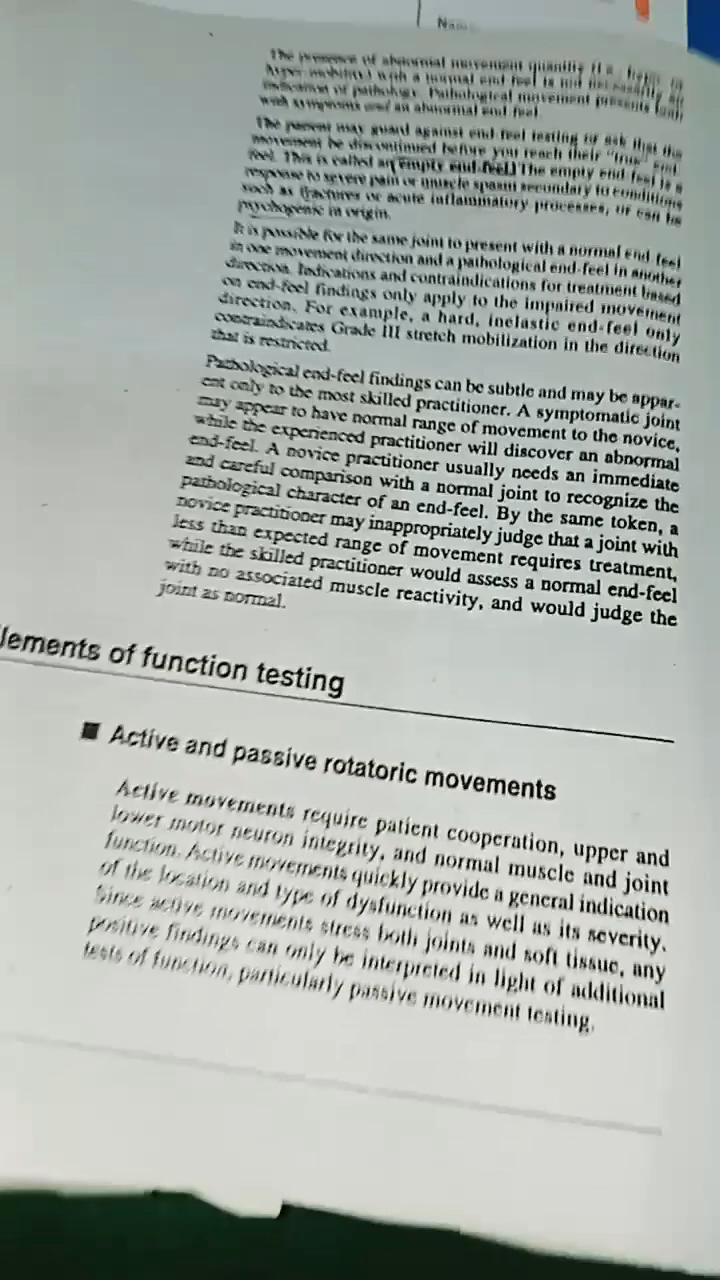 The presence of abnormal movement quantity (i.e., hypo- or
hyper-mobility) with a normal end feel is not necessarily an
indication of pathology. Pathological movement presents both
with symptoms and an abnormal end feel.
The patient may guard against end-feel testing or ask that the
movement be discontinued before you reach their "true" end-
feel. This is called an empty end-feel. The empty end feel is a
response to severe pain or muscle spasm secondary to conditions
such as fractures or acute inflammatory processes, or can be
psychogenic in origin.
It is possible for the same joint to present with a normal end feel
in one movement direction and a pathological end-feel in another
direction. Indications and contraindications for treatment based
on end-feel findings only apply to the impaired movement
direction. For example, a hard, inelastic end-feel only
contraindicates Grade III stretch mobilization in the direction
that is restricted.
Pathological end-feel findings can be subtle and may be appar-
ent only to the most skilled practitioner. A symptomatic joint
may appear to have normal range of movement to the novice,
while the experienced practitioner will discover an abnormal
end-feel. A novice practitioner usually needs an immediate
and careful comparison with a normal joint to recognize the
pathological character of an end-feel. By the same token, a
novice practitioner may inappropriately judge that a joint with
less than expected range of movement requires treatment,
while the skilled practitioner would assess a normal end-feel
with no associated muscle reactivity, and would judge the
joint as normal.
lements of function testing
■ Active and passive rotatoric movements
Active movements require patient cooperation, upper and
lower motor neuron integrity, and normal muscle and joint
function. Active movements quickly provide a general indication
of the location and type of dysfunction as well as its severity.
Since active movements stress both joints and soft tissue, any
positive findings can only be interpreted in light of additional
tests of function, particularly passive movement testing.